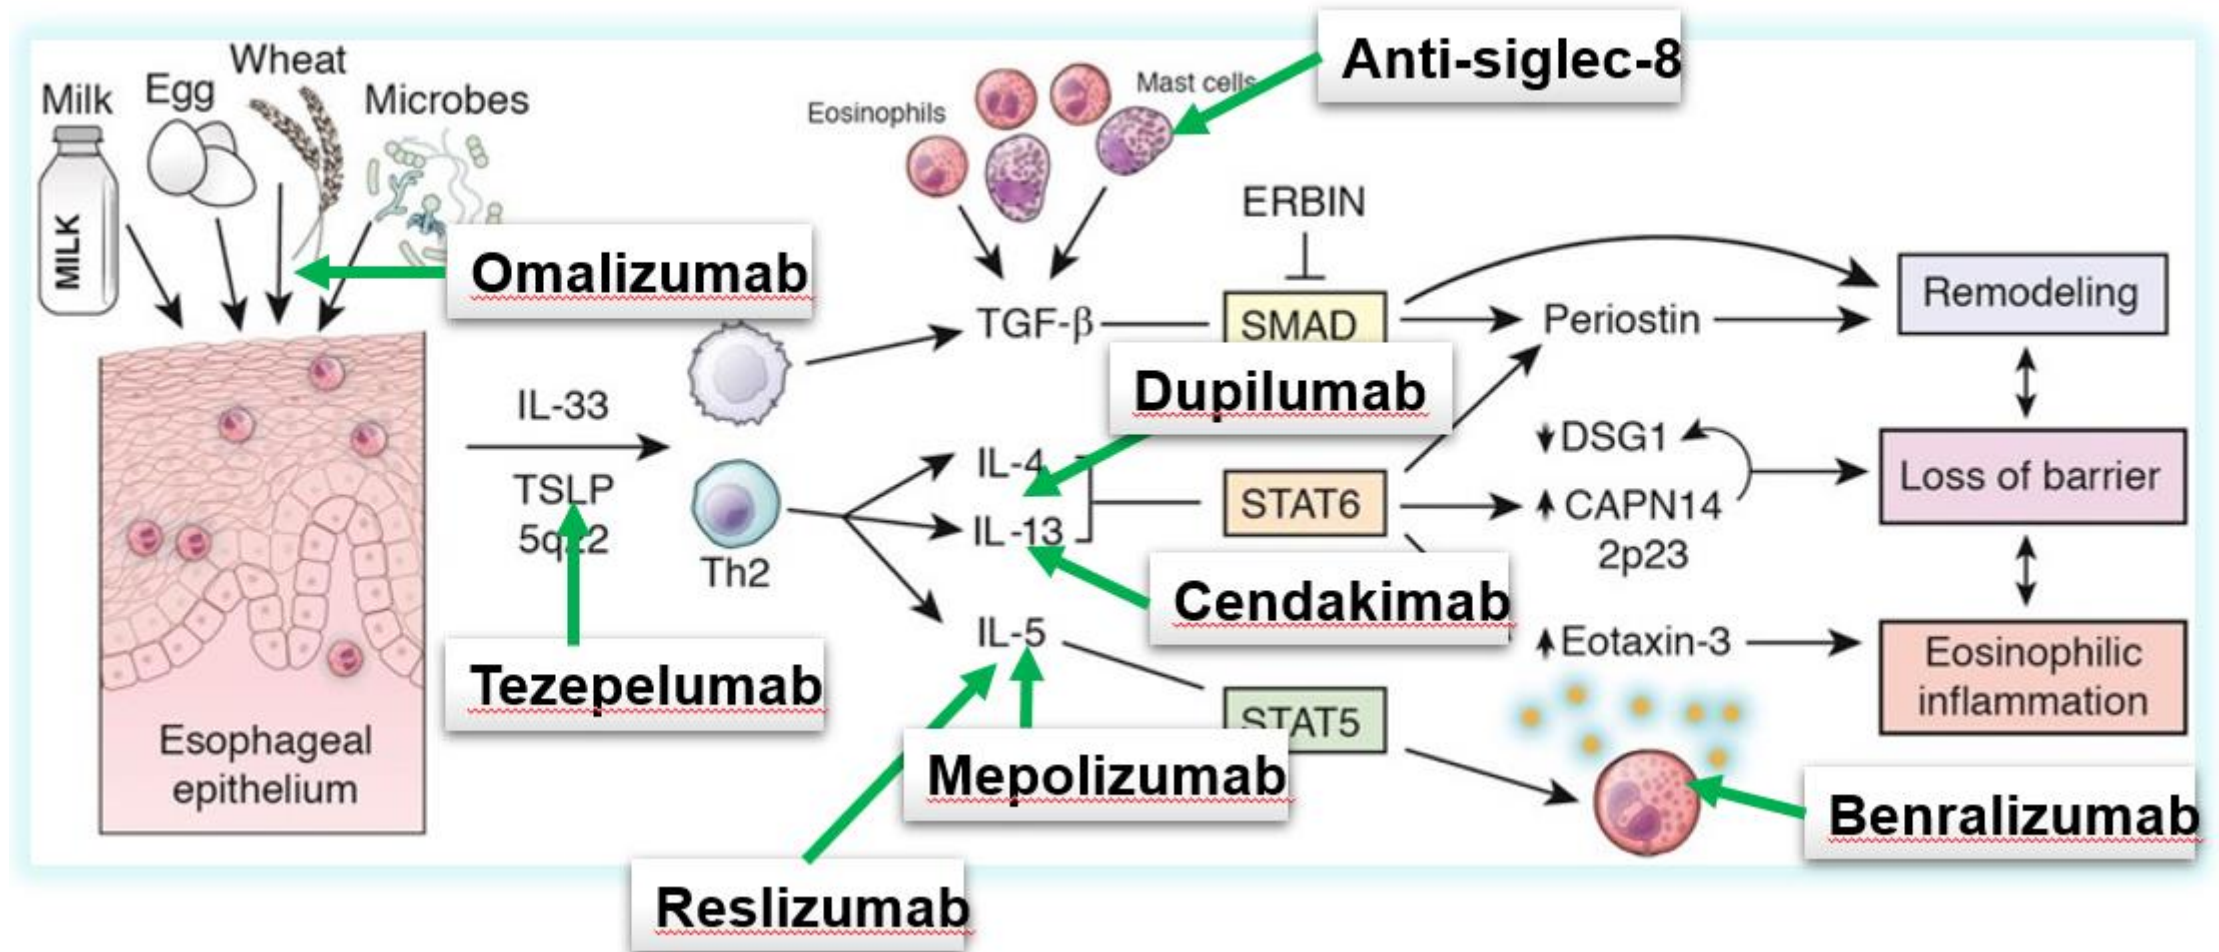 Milk
Egg
Wheat
Microbes
MILK
Omalizumab
Esophageal
epithelium
IL-33
TSLP
5q22
Tezepelumab
Th2
Eosinophils
Mast cells
Anti-siglec-8
TGF-β
ERBIN
SMAD
Dupilumab
IL-4
IL-13
STAT6
Cendakimab
IL-5
STAT5
Mepolizumab
Reslizumab
Periostin
DSG1
CAPN14
2p23
Eotaxin-3
Remodeling
Loss of barrier
Eosinophilic
inflammation
Benralizumab